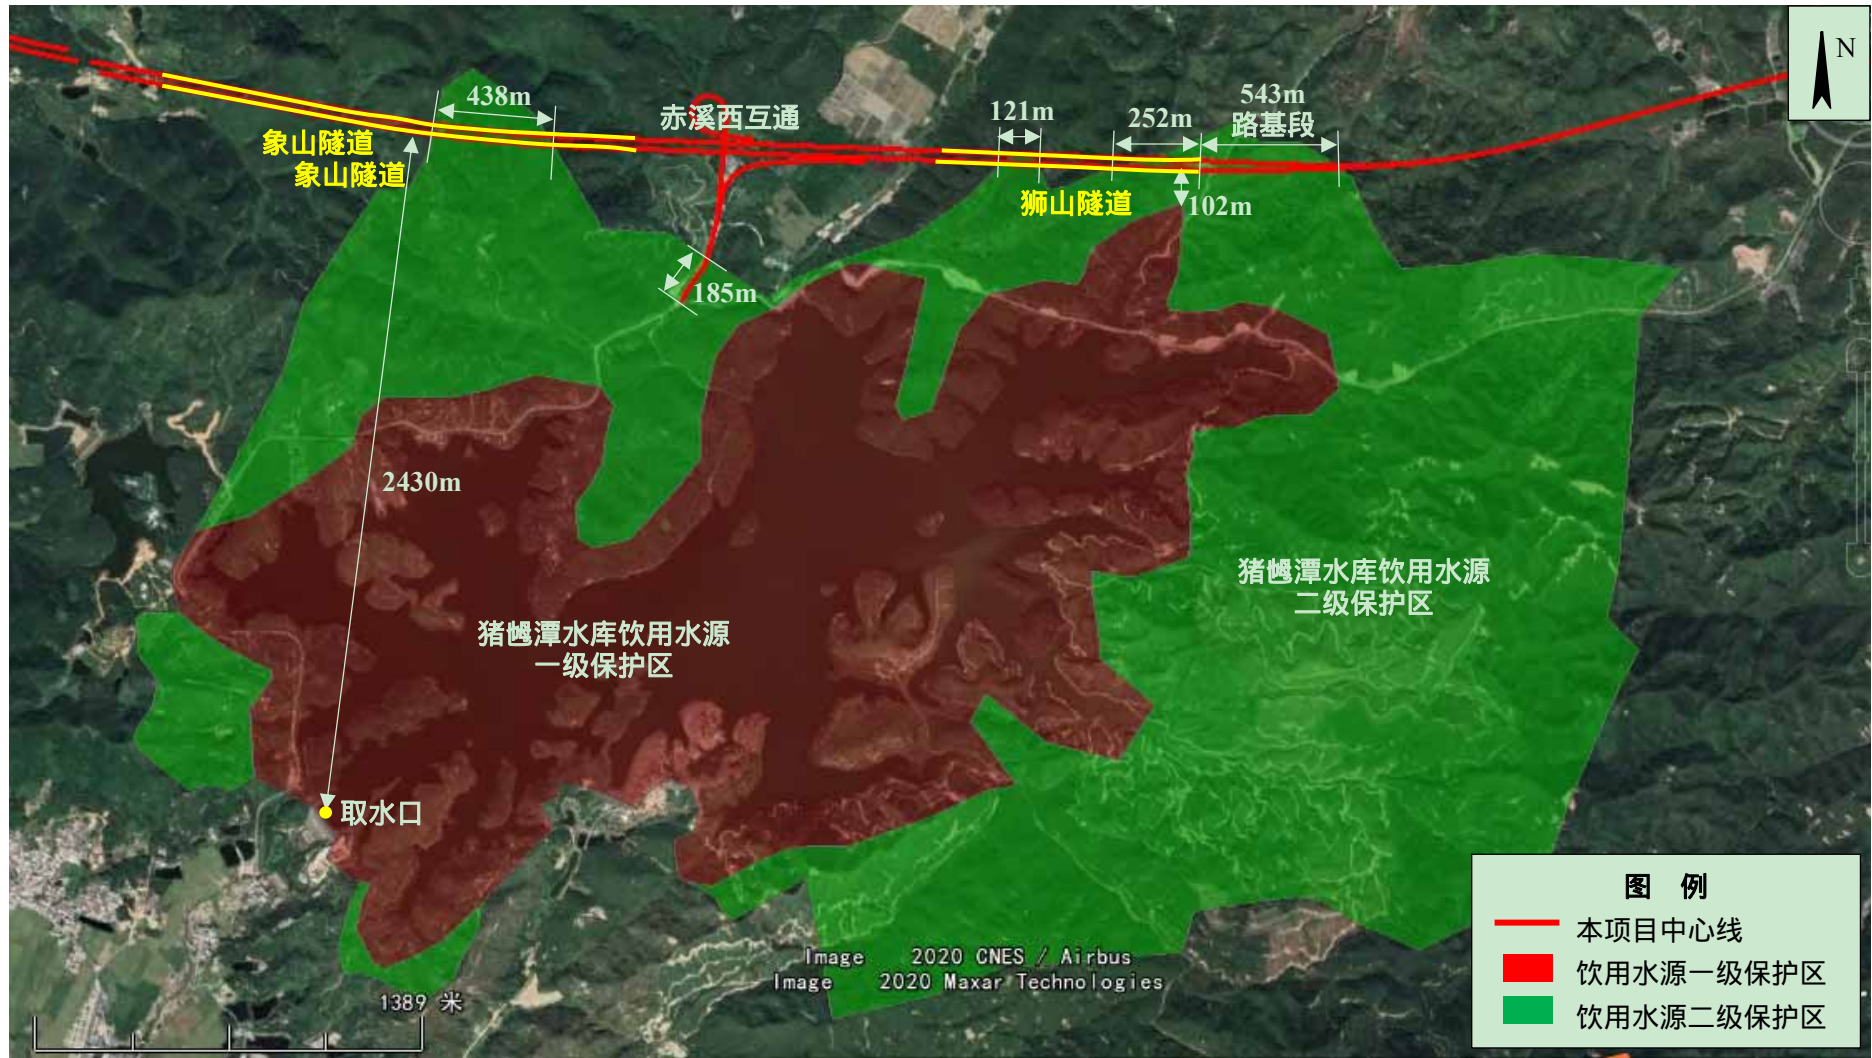 N
438m
赤溪西互通
121m
252m
543m
路基段
象山隧道
象山隧道
狮山隧道
102m
185m
2430m
猪乸潭水库饮用水源
二级保护区
猪乸潭水库饮用水源
一级保护区
取水口
图 例
本项目中心线
饮用水源一级保护区
饮用水源二级保护区
Image 2020 CNES / Airbus
Image 2020 Maxar Technologies
1389 米